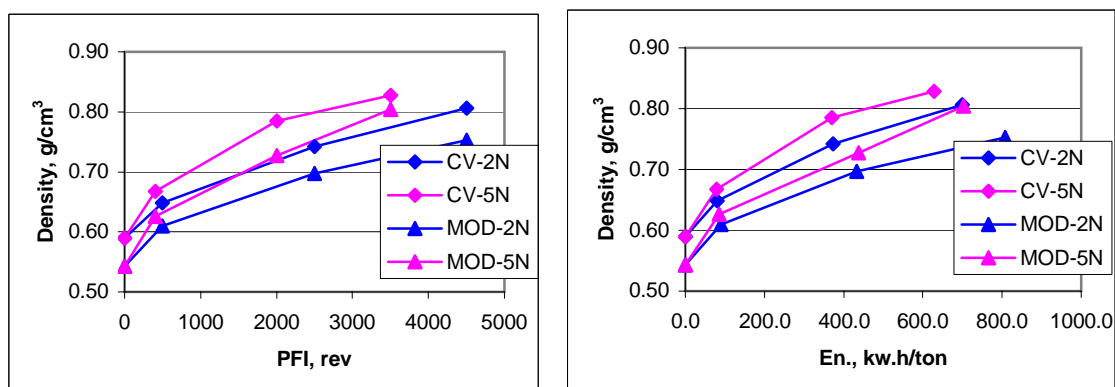 0.90
0.80
0.70
0.60
0.50
Density, g/cm³
0 1000 2000 3000 4000 5000
PFI, rev
CV-2N
CV-5N
MOD-2N
MOD-5N
0.90
0.80
0.70
0.60
0.50
Density, g/cm³
0.0 200.0 400.0 600.0 800.0 1000.0
En., kw.h/ton
CV-2N
CV-5N
MOD-2N
MOD-5N